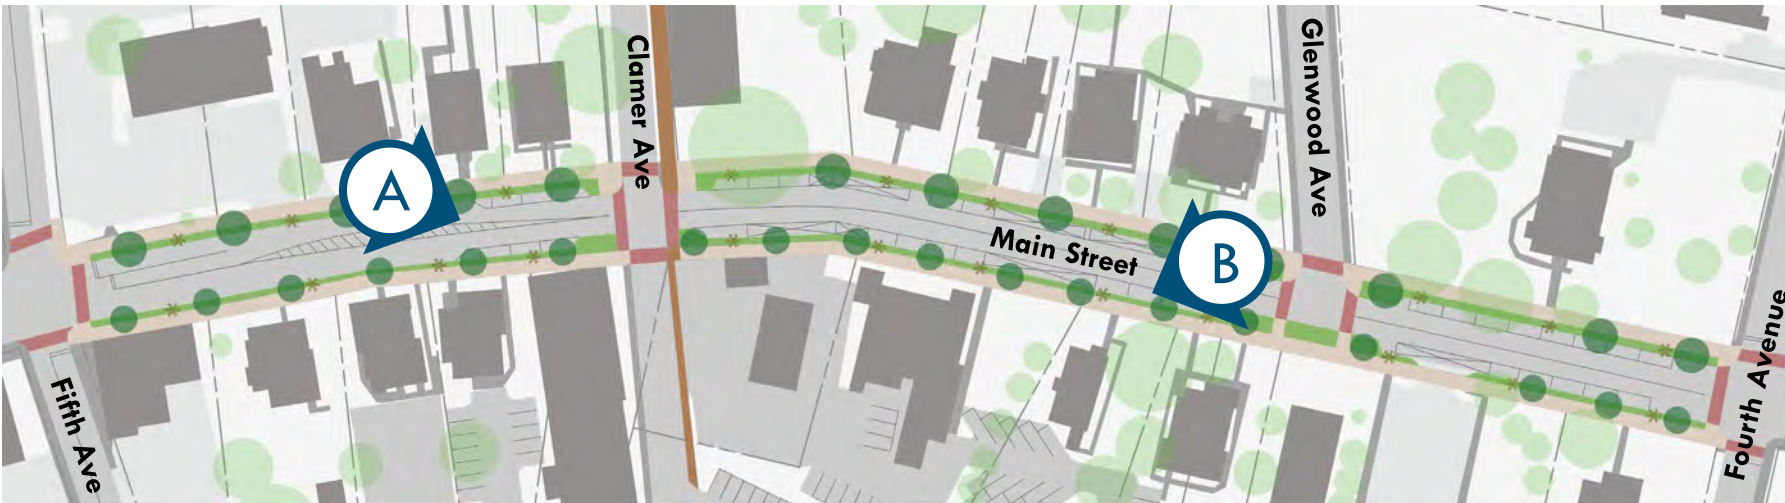 Clamer Ave
Glenwood Ave
A
Main Street
B
Fifth Ave
Fourth Avenue